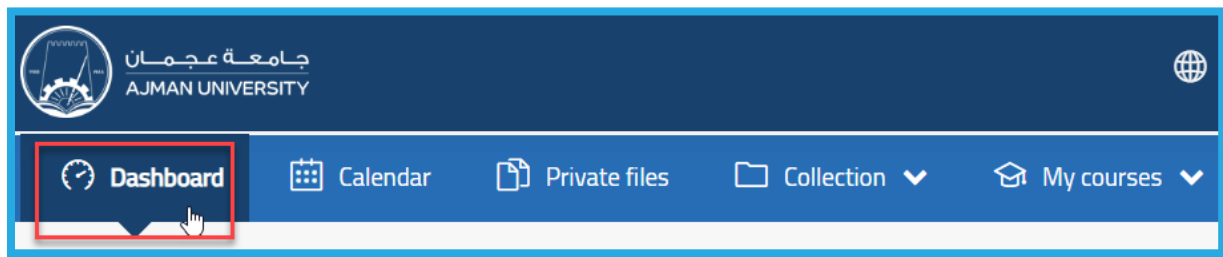 جامعة عجمان
AJMAN UNIVERSITY
Dashboard
Calendar
Private files
Collection
My courses